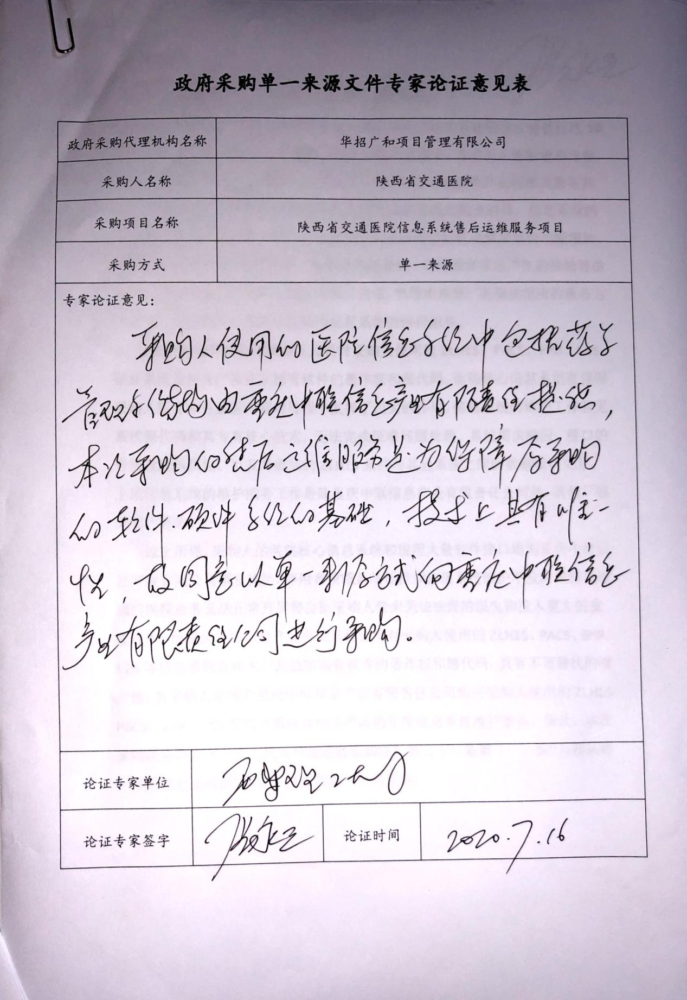 政府采购单一来源文件专家论证意见表
政府采购代理机构名称 华招广和项目管理有限公司
采购人名称 陕西省交通医院
采购项目名称 陕西省交通医院信息系统售后运维服务项目
采购方式 单一来源
专家论证意见：
采购人使用的医院信息系统中包括药学
管理系统均由重庆中联信息产业有限责任提供，
本次采购的售后运维服务是为保障原采购
的软件、硬件系统的基础，技术上具有唯一
性，故同意以单一来源方式向重庆中联信息
产业有限责任公司进行采购。
论证专家单位 西安理工大学
论证专家签字 论证时间 2020.7.16